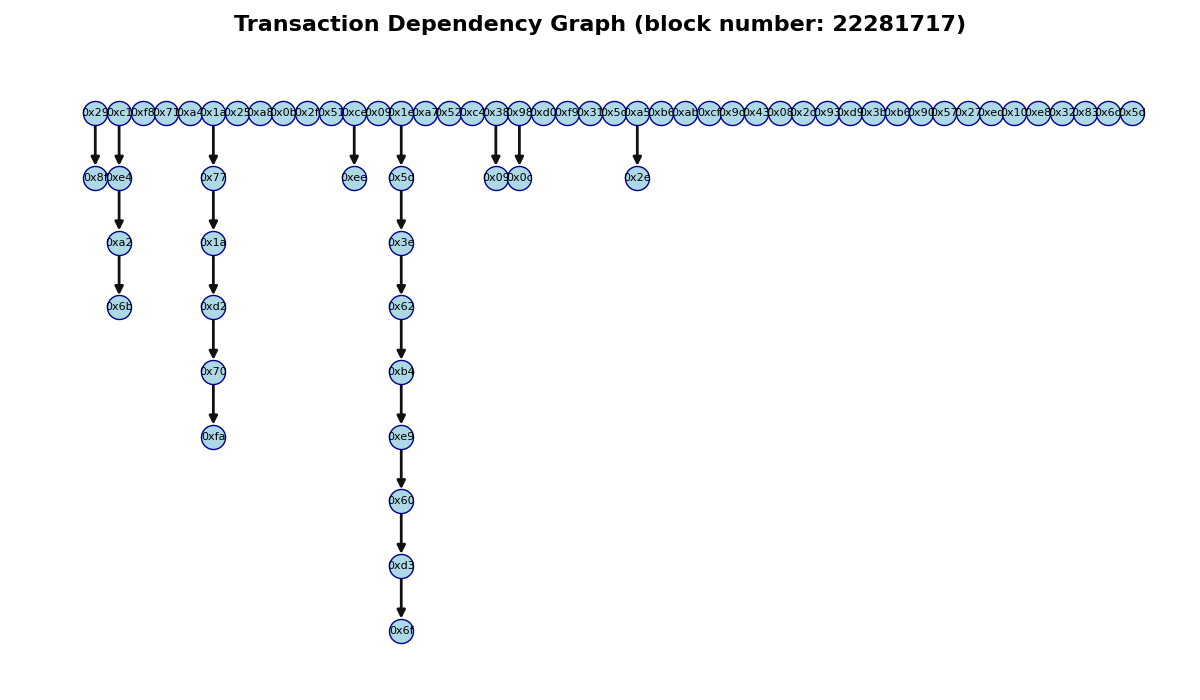 Transaction Dependency Graph (block number: 22281717)
0x29 0xc1 0xf8 0x71 0xa4 0x1a 0x25 0xa8 0x0b 0x2f 0x51 0xce 0x09 0x1e 0xa7 0x52 0xc4 0x38 0x98 0xd0 0xf9 0x31 0x5c 0xa5 0xb6 0xab 0xcf 0x9d 0x43 0x08 0x2c 0x93 0xd9 0x3b 0xb6 0x90 0x57 0x27 0xec 0x10 0xe8 0x32 0x83 0x6c
0x8f 0xe4 0x77 0xee 0x5d 0x09 0x0c 0x2e
0xa2 0x1a 0x3e
0x6b 0xd2 0x62
0x70 0xb4
0xfa 0xe9
0x60
0xd3
0x6f